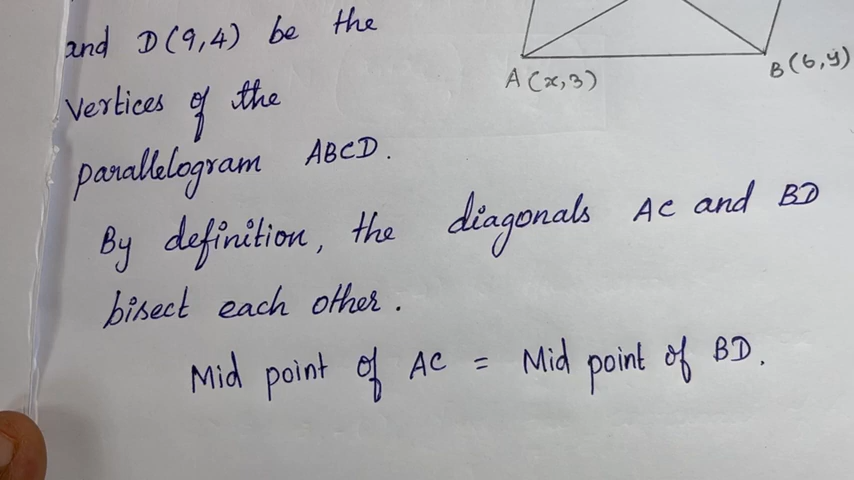 and D(9,4) be the
vertices of the
parallelogram ABCD.
By definition, the diagonals AC and BD
bisect each other.
Mid point of AC = Mid point of BD.
A(x,3)
B(6,y)